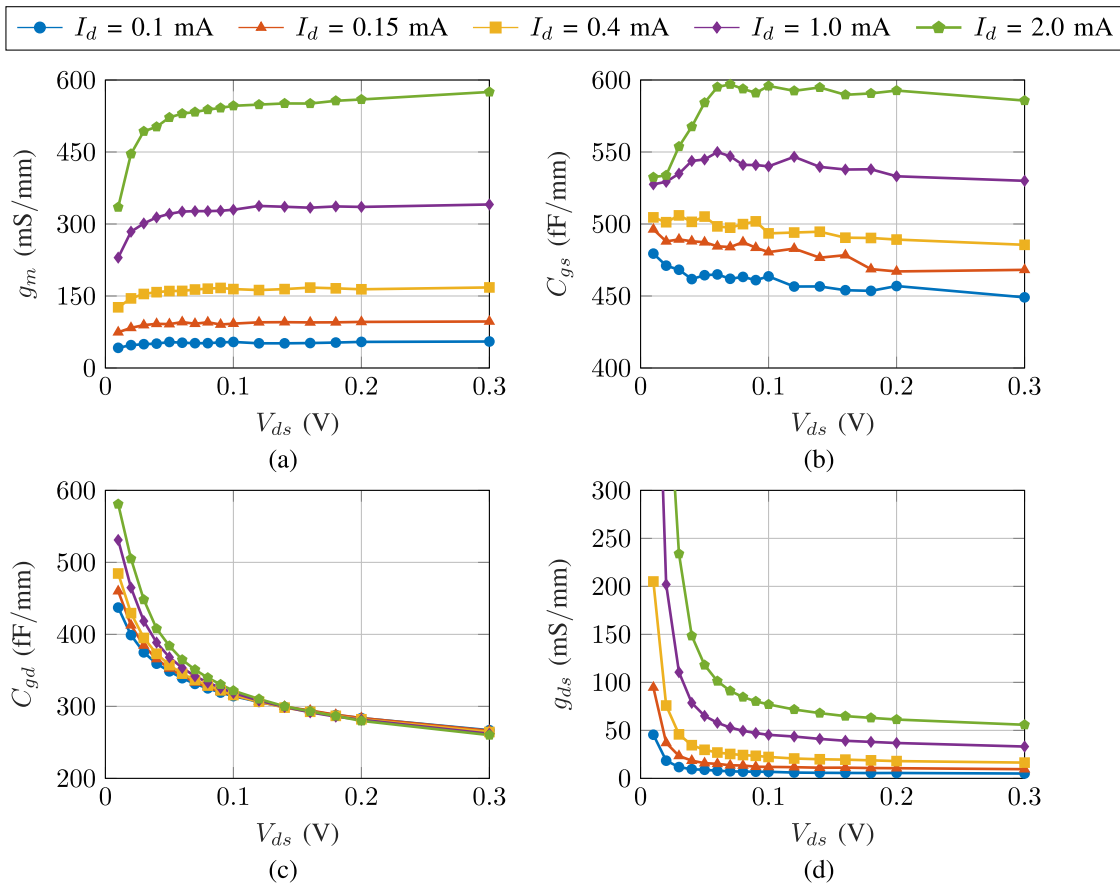 I_d = 0.1 mA I_d = 0.15 mA I_d = 0.4 mA I_d = 1.0 mA I_d = 2.0 mA
600
450
300
150
0
g_m (mS/mm)
0 0.1 0.2 0.3
V_ds (V)
(a)
600
550
500
450
400
C_gs (fF/mm)
0 0.1 0.2 0.3
V_ds (V)
(b)
600
500
400
300
200
C_gd (fF/mm)
0 0.1 0.2 0.3
V_ds (V)
(c)
300
250
200
150
100
50
0
g_ds (mS/mm)
0 0.1 0.2 0.3
V_ds (V)
(d)